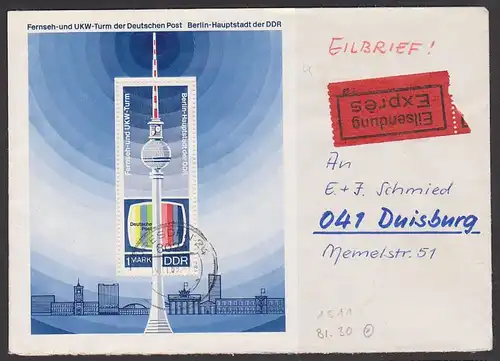 Fernseh-und UKW-Turm der Deutschen Post Berlin-Hauptstadt der DDR
Fernseh-und UKW-Turm
Berlin-Hauptstadt der DDR
Deutsche
Post
1 MARK DDR
EILBRIEF!
Eilsendung
Exprès
An
E. + J. Schmied
041 Duisburg
Memelstr. 51
1511
Bl. 30